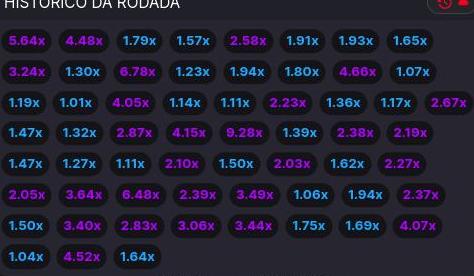 HISTÓRICO DA RODADA
5.64x 4.48x 1.79x 1.57x 2.58x 1.91x 1.93x 1.65x
3.24x 1.30x 6.78x 1.23x 1.94x 1.80x 4.66x 1.07x
1.19x 1.01x 4.05x 1.14x 1.11x 2.23x 1.36x 1.17x 2.67x
1.47x 1.32x 2.87x 4.15x 9.28x 1.39x 2.38x 2.19x
1.47x 1.27x 1.11x 2.10x 1.50x 2.03x 1.62x 2.27x
2.05x 3.64x 6.48x 2.39x 3.49x 1.06x 1.94x 2.37x
1.50x 3.40x 2.83x 3.06x 3.44x 1.75x 1.69x 4.07x
1.04x 4.52x 1.64x